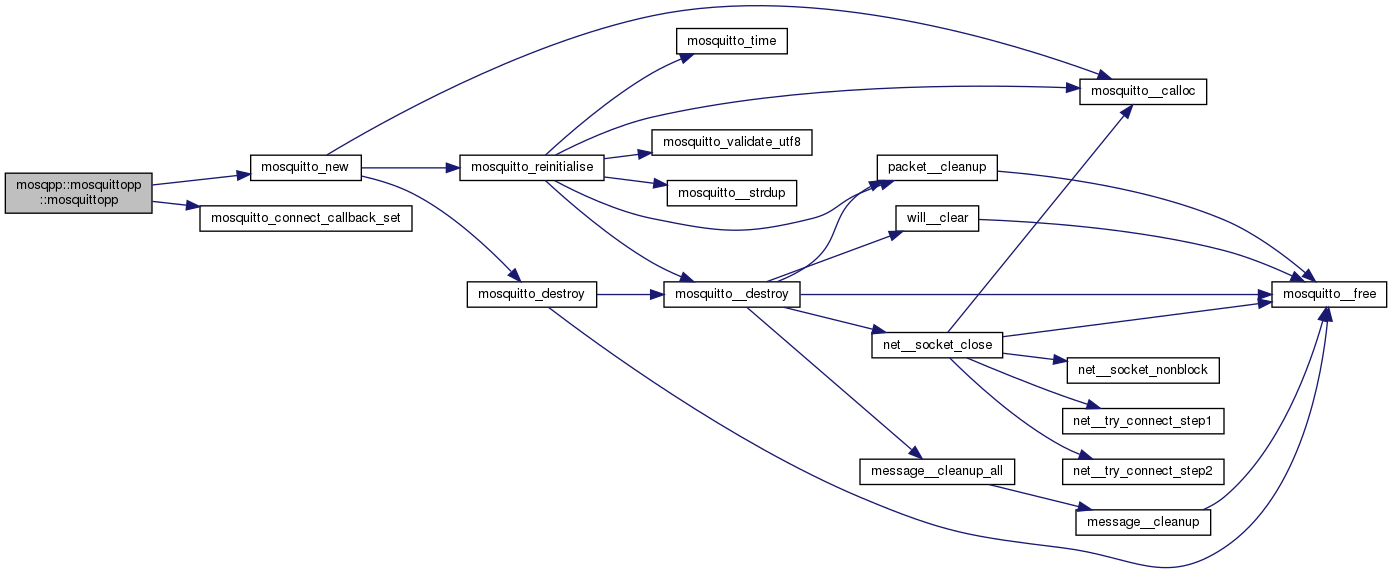 mosqpp::mosquittopp
::mosquittopp
mosquitto_new
mosquitto_connect_callback_set
mosquitto_reinitialise
mosquitto_destroy
mosquitto_time
mosquitto_validate_utf8
mosquitto__strdup
mosquitto__destroy
packet__cleanup
will__clear
net__socket_close
message__cleanup_all
mosquitto__calloc
net__socket_nonblock
net__try_connect_step1
net__try_connect_step2
message__cleanup
mosquitto__free